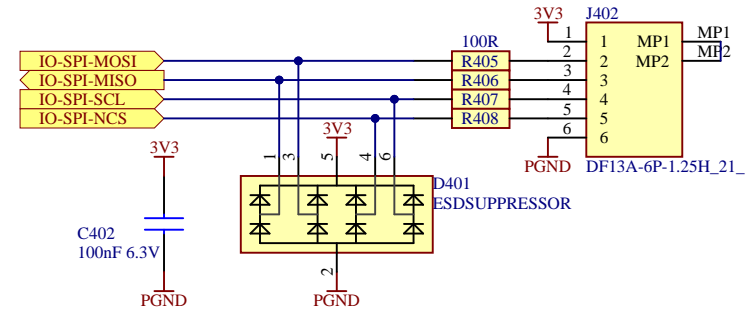 3V3
J402
1
1
MP1
MP1
100R
2
2
MP2
MP2
IO-SPI-MOSI
R405
3
3
IO-SPI-MISO
R406
4
4
IO-SPI-SCL
R407
5
5
IO-SPI-NCS
R408
6
6
3V3
3V3
PGND
DF13A-6P-1.25H_21_
1
3
5
4
6
D401
ESDSUPPRESSOR
C402
100nF 6.3V
2
PGND
PGND